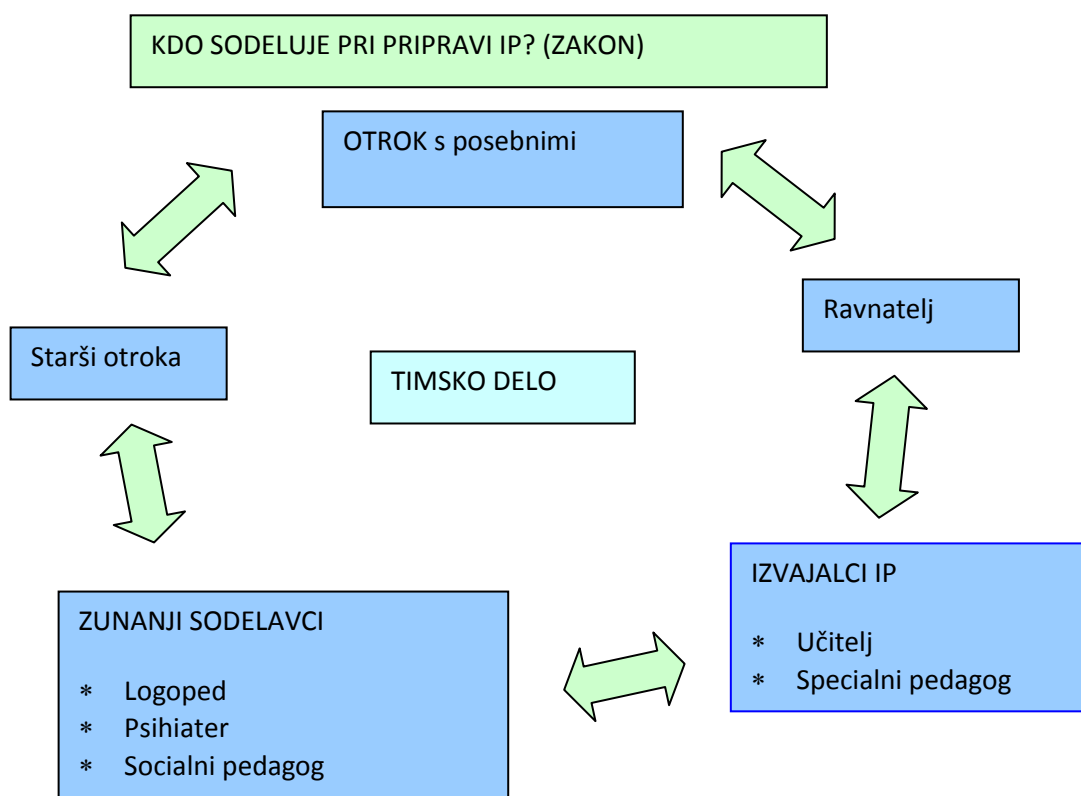 KDO SODELUJE PRI PRIPRAVI IP? (ZAKON)
OTROK s posebnimi
Ravnatelj
Starši otroka
TIMSKO DELO
IZVAJALCI IP
* Učitelj
* Specialni pedagog
ZUNANJI SODELAVCI
* Logoped
* Psihiater
* Socialni pedagog